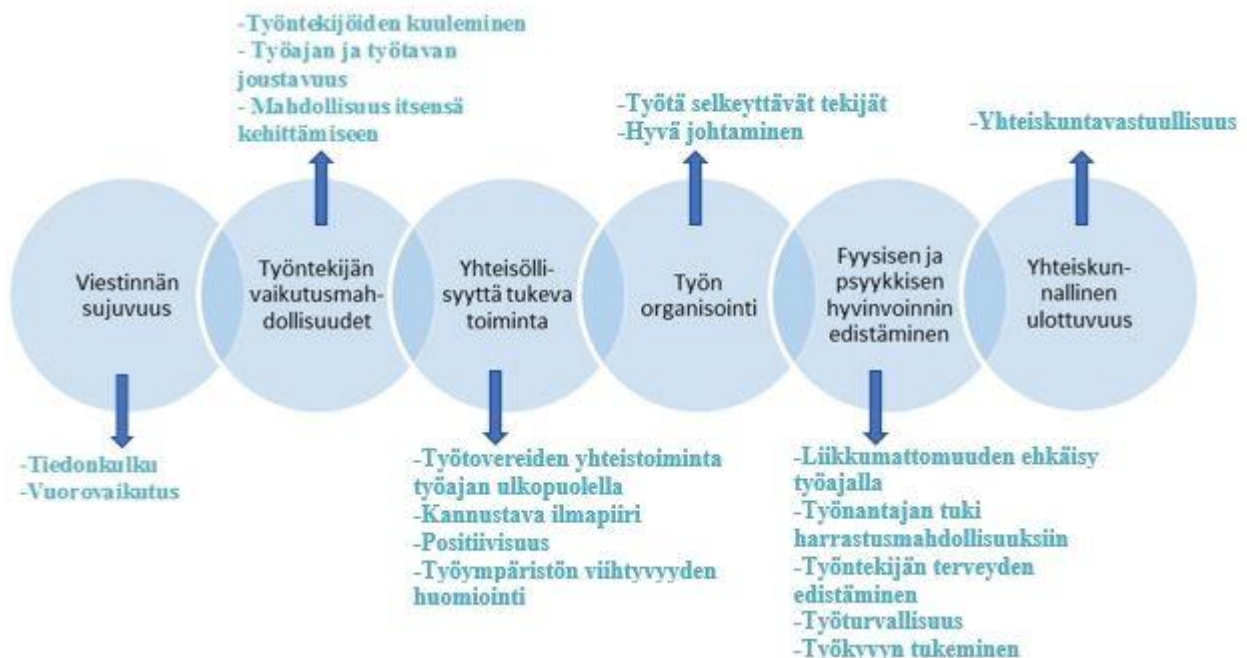 -Työntekijöiden kuuleminen
- Työajan ja työtavan
joustavuus
- Mahdollisuus itsensä
kehittämiseen
-Työtä selkeyttävät tekijät
-Hyvä johtaminen
-Yhteiskuntavastuullisuus
Viestinnän
sujuvuus
Työntekijän
vaikutusmah-
dollisuudet
Yhteisölli-
syyttä tukeva
toiminta
Työn
organisointi
Fyysisen ja
psyykkisen
hyvinvoinnin
edistäminen
Yhteiskun-
nallinen
ulottuvuus
-Tiedonkulku
-Vuorovaikutus
-Työtovereiden yhteistoiminta
työajan ulkopuolella
-Kannustava ilmapiiri
-Positiivisuus
-Työympäristön viihtyvyyden
huomiointi
-Liikkumattomuuden ehkäisy
työajalla
-Työnantajan tuki
harrastusmahdollisuuksiin
-Työntekijän terveyden
edistäminen
-Työturvallisuus
-Työkyvyn tukeminen